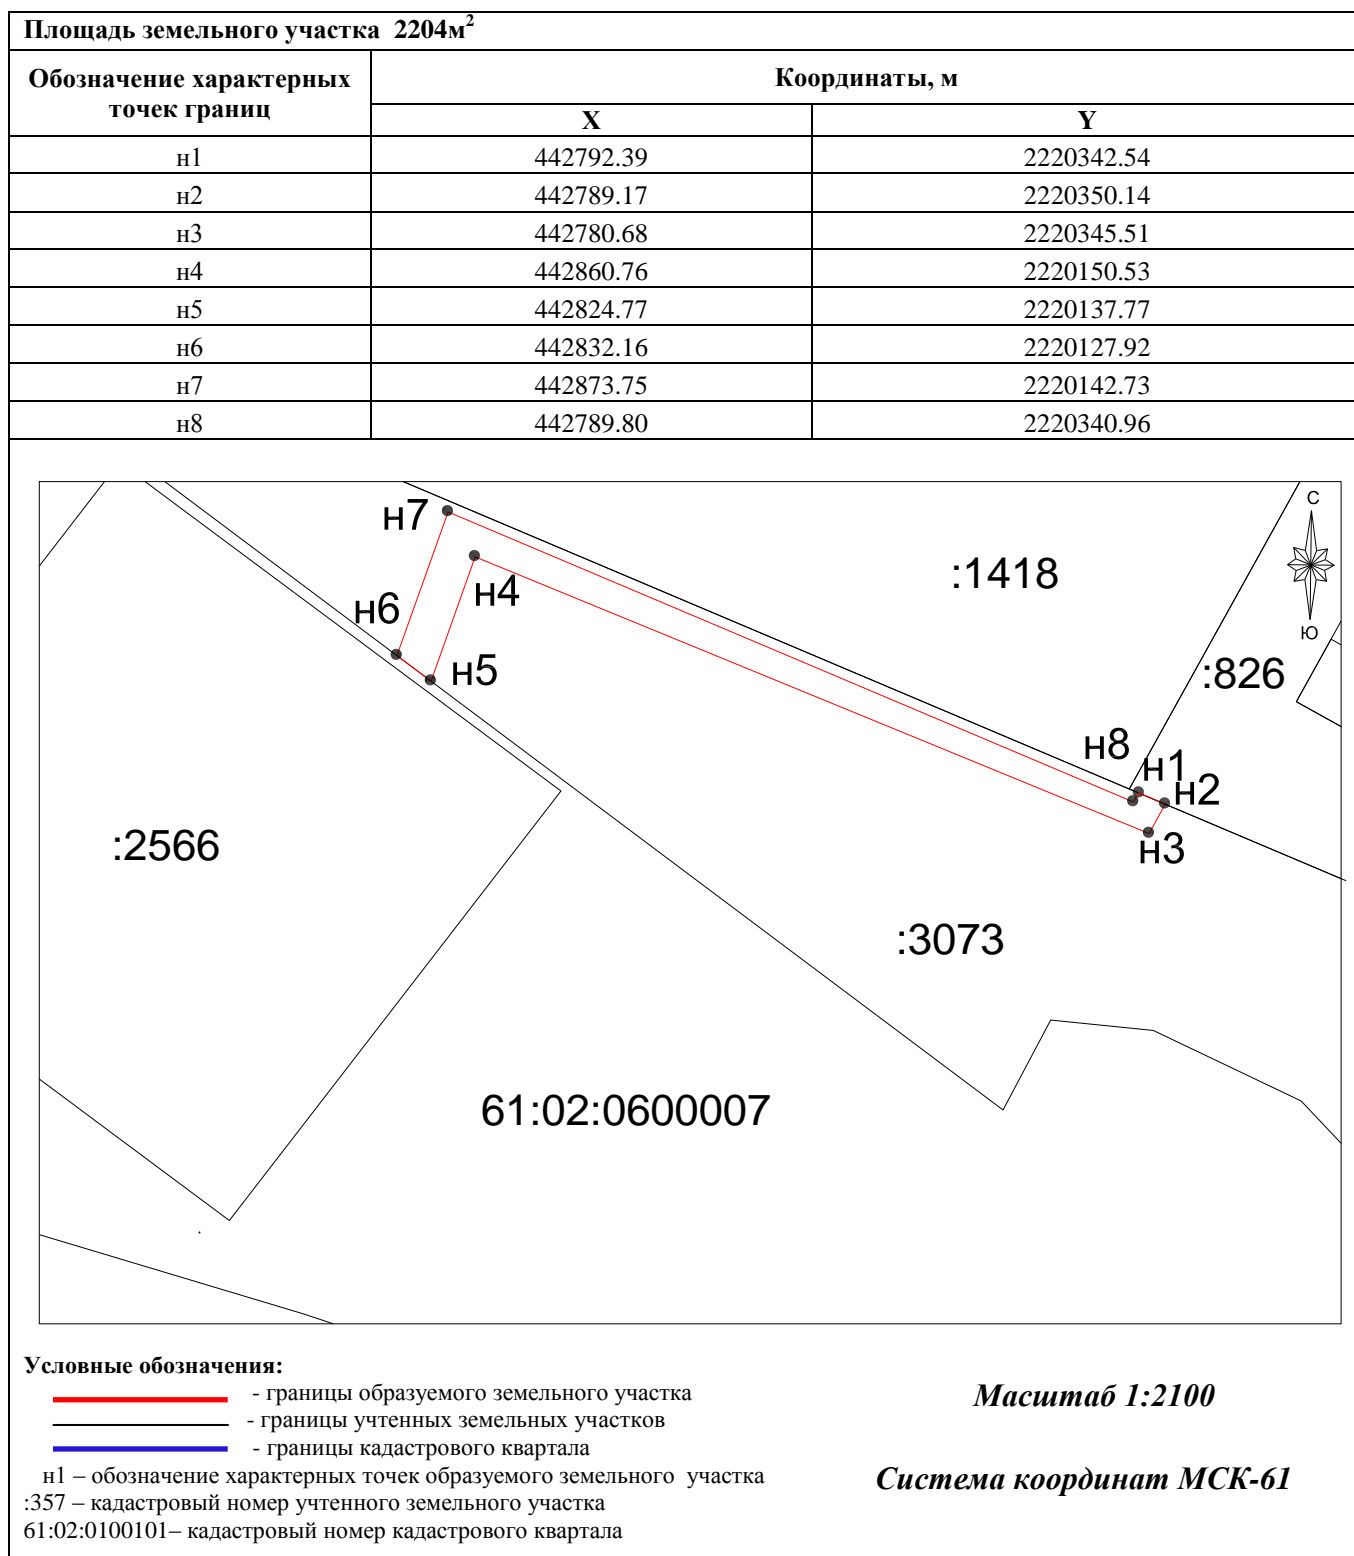 Площадь земельного участка 2204м²
Обозначение характерных точек границ
Координаты, м
X Y
н1 442792.39 2220342.54
н2 442789.17 2220350.14
н3 442780.68 2220345.51
н4 442860.76 2220150.53
н5 442824.77 2220137.77
н6 442832.16 2220127.92
н7 442873.75 2220142.73
н8 442789.80 2220340.96
С
н7
:1418
н4
н6
Ю
н5
:826
н8
н1
н2
н3
:2566
:3073
61:02:0600007
Условные обозначения:
- границы образуемого земельного участка
- границы учтенных земельных участков
- границы кадастрового квартала
н1 – обозначение характерных точек образуемого земельного участка
:357 – кадастровый номер учтенного земельного участка
61:02:0100101– кадастровый номер кадастрового квартала
Масштаб 1:2100
Система координат МСК-61